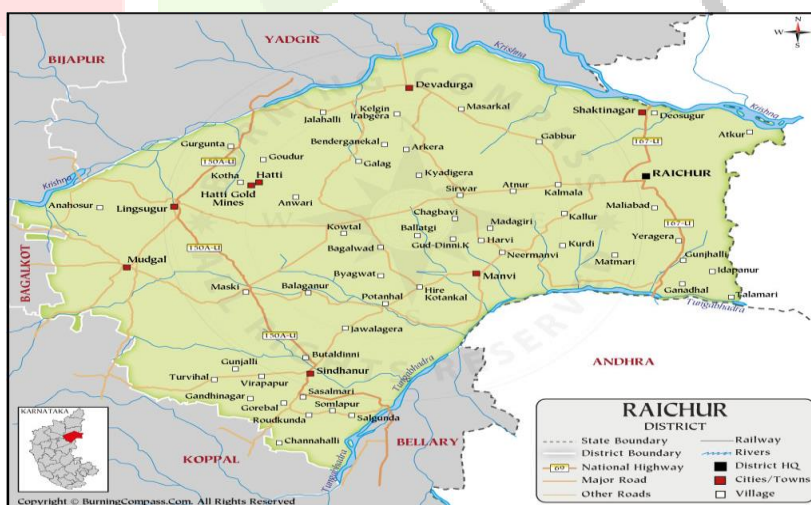 YADGIR
BIJAPUR
Krishna
Devadurga
Masarkal
Kelgin
Irabgera
Jalahalli
Shaktinagar
Deosugur
Krishna
Atkur
167-U
Gabbur
Benderganekal
Arkera
Gurgunta
150A-U
Goudur
Galag
Kotha
Hatti
Hatti Gold
Mines
Kyadigera
RAICHUR
Krishna
Anwari
Sirwar
Atnur
Kalmala
Anahosur
Lingsugur
Chagbavi
Kallur
Maliabad
167-U
Kowtal
Ballatgi
Madagiri
150A-U
Bagalwad
Gud-Dinni.K
Harvi
Kurdi
Yeragera
Neermanvi
Matmari
Gunjhalli
BAGALKOT
Mudgal
Byagwat
Manvi
Idapanur
Maski
Balaganur
Hire
Kotankal
Ganadhal
Potanhal
Talamari
Tungabhadra
Jawalagera
150A-U
Butaldinni
Gunjalli
Sindhanur
Tungabhadra
ANDHRA
Turvihal
Virapapur
Gandhinagar
Sasalmari
Gorebal
Somlapur
Roudkunda
Salgunda
KARNATAKA
Channahalli
BELLARY
KOPPAL
Tungabhadra
N
W
E
S
RAICHUR
DISTRICT
State Boundary
Railway
District Boundary
Rivers
69
National Highway
District HQ
Major Road
Cities/Towns
Other Roads
Village
Copyright © BurningCompass.Com. All Rights Reserved